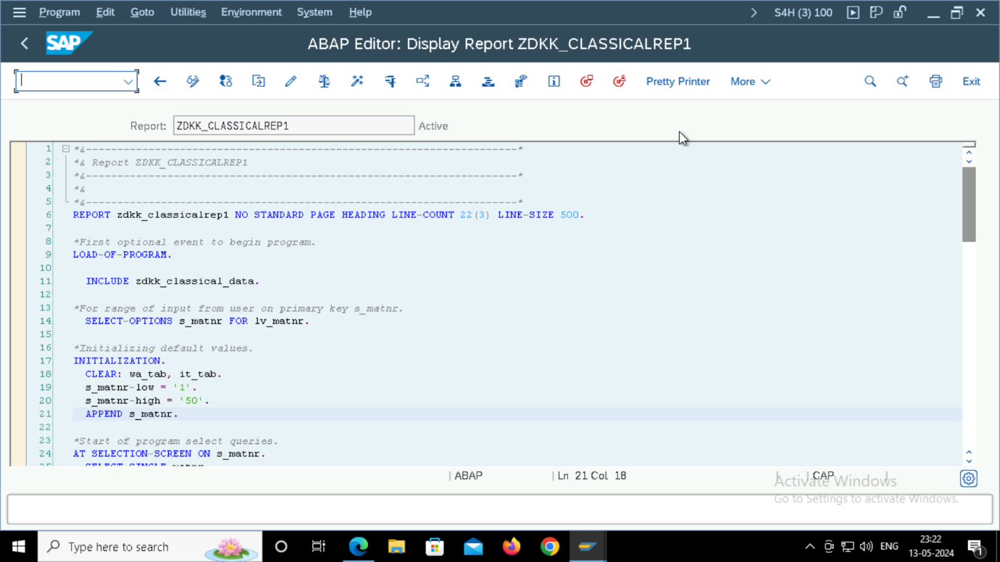 Program Edit Goto Utilities Environment System Help S4H (3) 100
SAP ABAP Editor: Display Report ZDKK_CLASSICALREP1
Pretty Printer More Exit
Report: ZDKK_CLASSICALREP1 Active
1 *&---------------------------------------------------------------------*
2 *& Report ZDKK_CLASSICALREP1
3 *&---------------------------------------------------------------------*
4 *&
5 *&---------------------------------------------------------------------*
6 REPORT zdkk_classicalrep1 NO STANDARD PAGE HEADING LINE-COUNT 22(3) LINE-SIZE 500.
7
8 *First optional event to begin program.
9 LOAD-OF-PROGRAM.
10
11 INCLUDE zdkk_classical_data.
12
13 *For range of input from user on primary key s_matnr.
14 SELECT-OPTIONS s_matnr FOR lv_matnr.
15
16 *Initializing default values.
17 INITIALIZATION.
18 CLEAR: wa_tab, it_tab.
19 s_matnr-low = '1'.
20 s_matnr-high = '50'.
21 APPEND s_matnr.
22
23 *Start of program select queries.
24 AT SELECTION-SCREEN ON s_matnr.
ABAP Ln 21 Col 18 CAP
Activate Windows
Go to Settings to activate Windows.
Type here to search ENG 23:22
13-05-2024 1